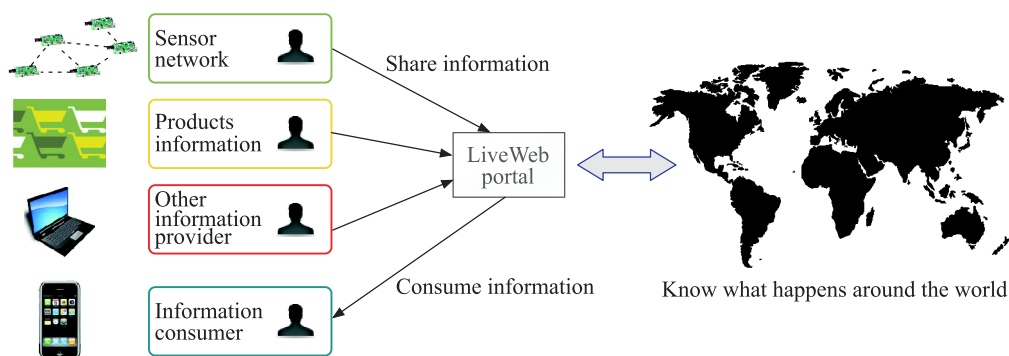 Sensor
network
Share information
Products
information
LiveWeb
portal
Other
information
provider
Consume information
Know what happens around the world
Information
consumer